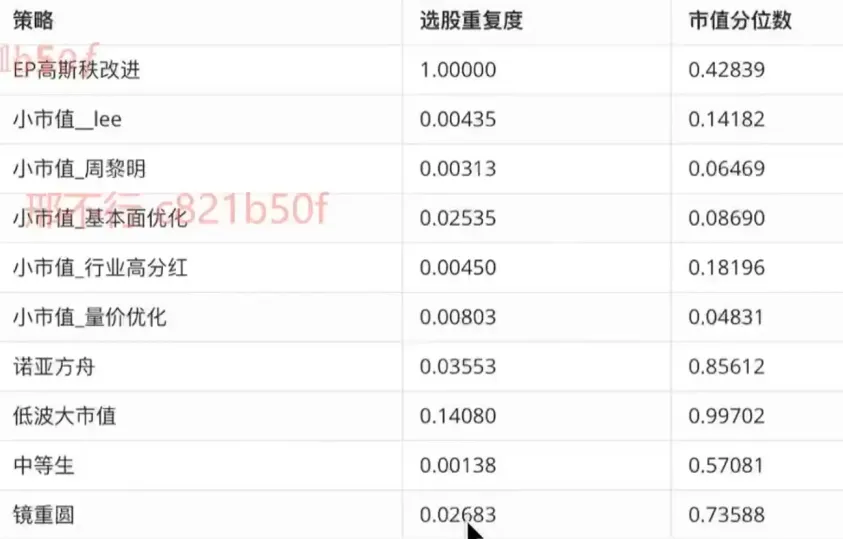 策略 选股重复度 市值分位数
EP高斯秩改进 1.00000 0.42839
小市值__lee 0.00435 0.14182
小市值_周黎明 0.00313 0.06469
邢不行 c821b50f
小市值_基本面优化 0.02535 0.08690
小市值_行业高分红 0.00450 0.18196
小市值_量价优化 0.00803 0.04831
诺亚方舟 0.03553 0.85612
低波大市值 0.14080 0.99702
中等生 0.00138 0.57081
镜重圆 0.02683 0.73588